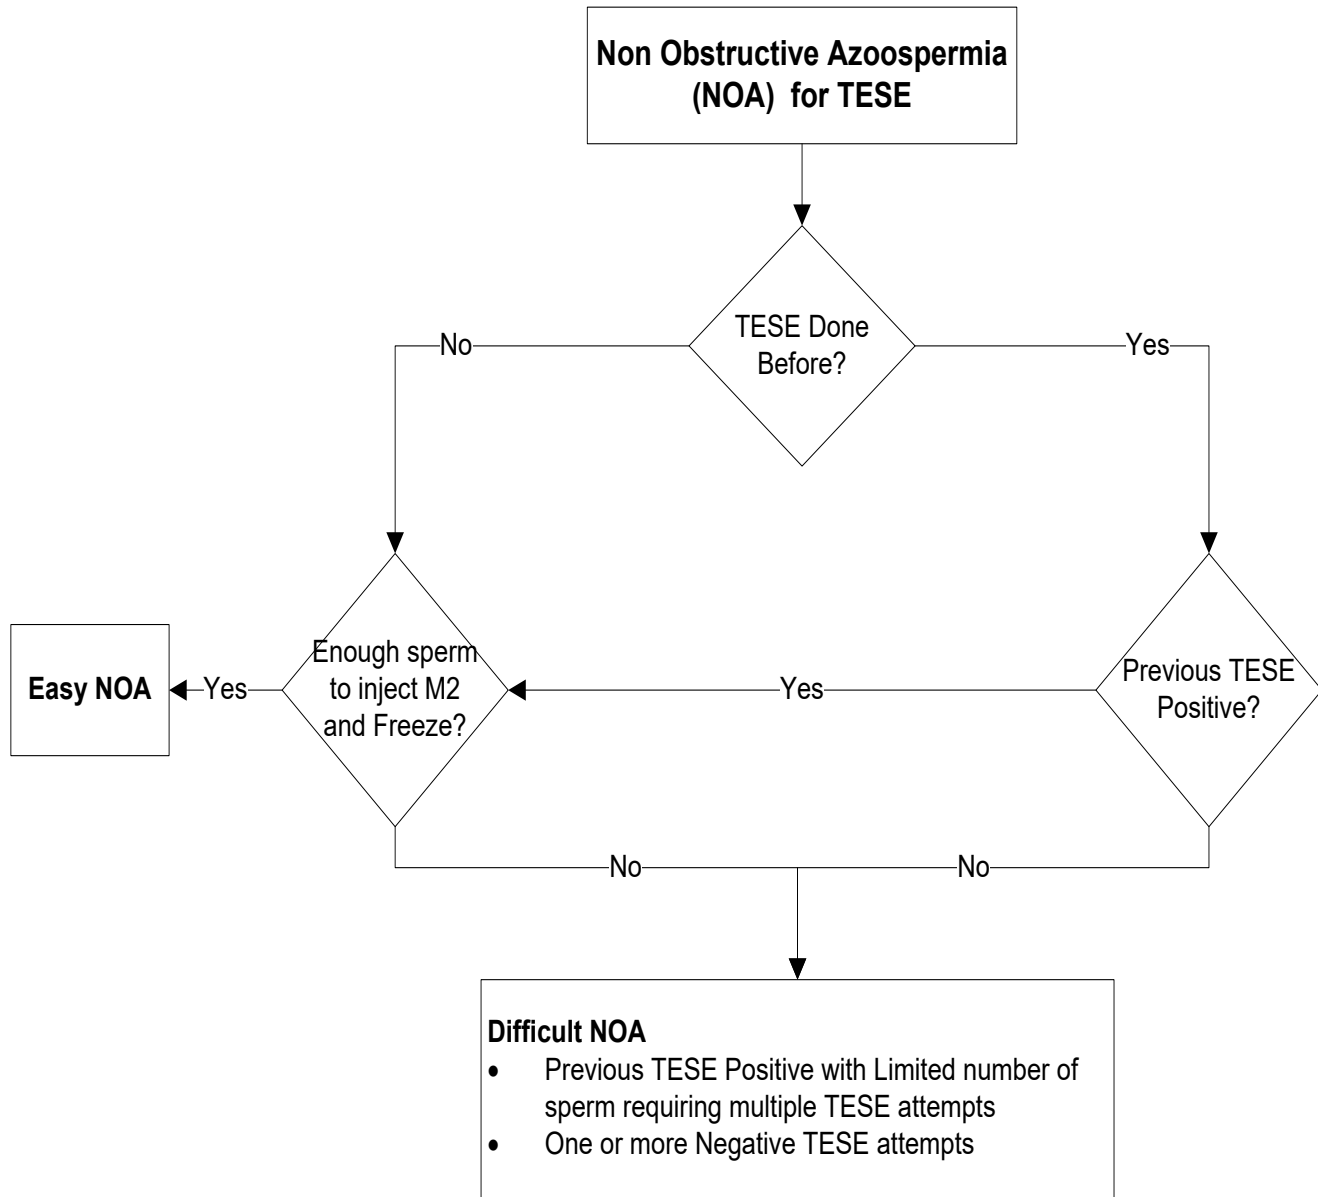 Non Obstructive Azoospermia
(NOA) for TESE
TESE Done
Before?
No
Yes
Enough sperm
to inject M2
and Freeze?
Easy NOA
Yes
Yes
Previous TESE
Positive?
No
No
Difficult NOA
• Previous TESE Positive with Limited number of
sperm requiring multiple TESE attempts
• One or more Negative TESE attempts